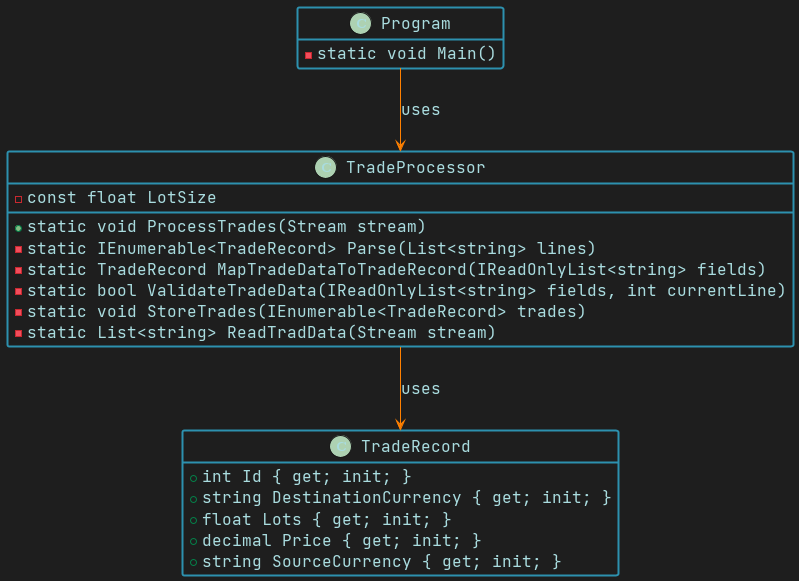 Program
static void Main()
uses
TradeProcessor
const float LotSize
static void ProcessTrades(Stream stream)
static IEnumerable<TradeRecord> Parse(List<string> lines)
static TradeRecord MapTradeDataToTradeRecord(IReadOnlyList<string> fields)
static bool ValidateTradeData(IReadOnlyList<string> fields, int currentLine)
static void StoreTrades(IEnumerable<TradeRecord> trades)
static List<string> ReadTradData(Stream stream)
uses
TradeRecord
int Id { get; init; }
string DestinationCurrency { get; init; }
float Lots { get; init; }
decimal Price { get; init; }
string SourceCurrency { get; init; }